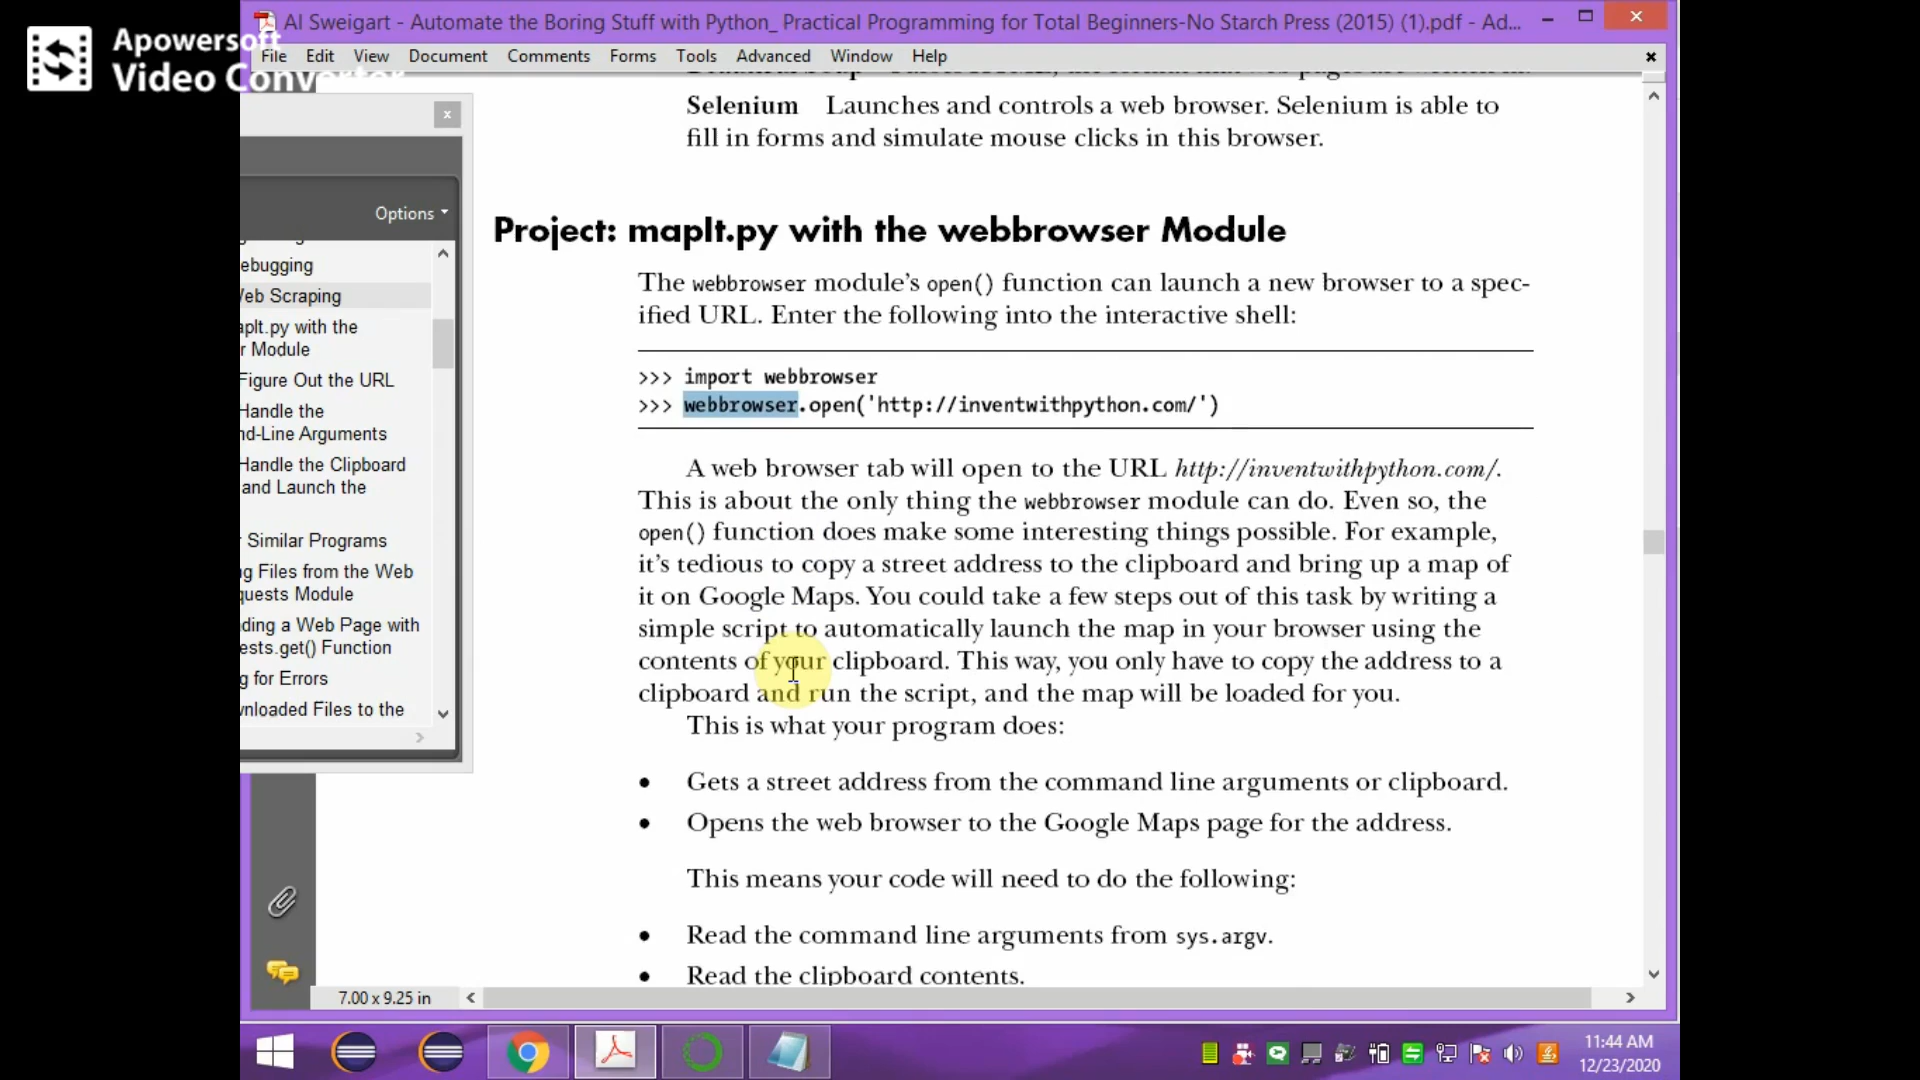 Apowersoft
Video Converter
Al Sweigart - Automate the Boring Stuff with Python_ Practical Programming for Total Beginners-No Starch Press (2015) (1).pdf - Ad...
File Edit View Document Comments Forms Tools Advanced Window Help
Selenium Launches and controls a web browser. Selenium is able to
fill in forms and simulate mouse clicks in this browser.
Options
ebugging
Web Scraping
apIt.py with the
r Module
Figure Out the URL
Handle the
nd-Line Arguments
Handle the Clipboard
and Launch the
r Similar Programs
ng Files from the Web
quests Module
ding a Web Page with
ests.get() Function
g for Errors
wnloaded Files to the
Project: mapIt.py with the webbrowser Module
The webbrowser module’s open() function can launch a new browser to a spec-
ified URL. Enter the following into the interactive shell:
>>> import webbrowser
>>> webbrowser.open('http://inventwithpython.com/')
A web browser tab will open to the URL http://inventwithpython.com/.
This is about the only thing the webbrowser module can do. Even so, the
open() function does make some interesting things possible. For example,
it’s tedious to copy a street address to the clipboard and bring up a map of
it on Google Maps. You could take a few steps out of this task by writing a
simple script to automatically launch the map in your browser using the
contents of your clipboard. This way, you only have to copy the address to a
clipboard and run the script, and the map will be loaded for you.
This is what your program does:
• Gets a street address from the command line arguments or clipboard.
• Opens the web browser to the Google Maps page for the address.
This means your code will need to do the following:
• Read the command line arguments from sys.argv.
• Read the clipboard contents.
7.00 x 9.25 in
11:44 AM
12/23/2020